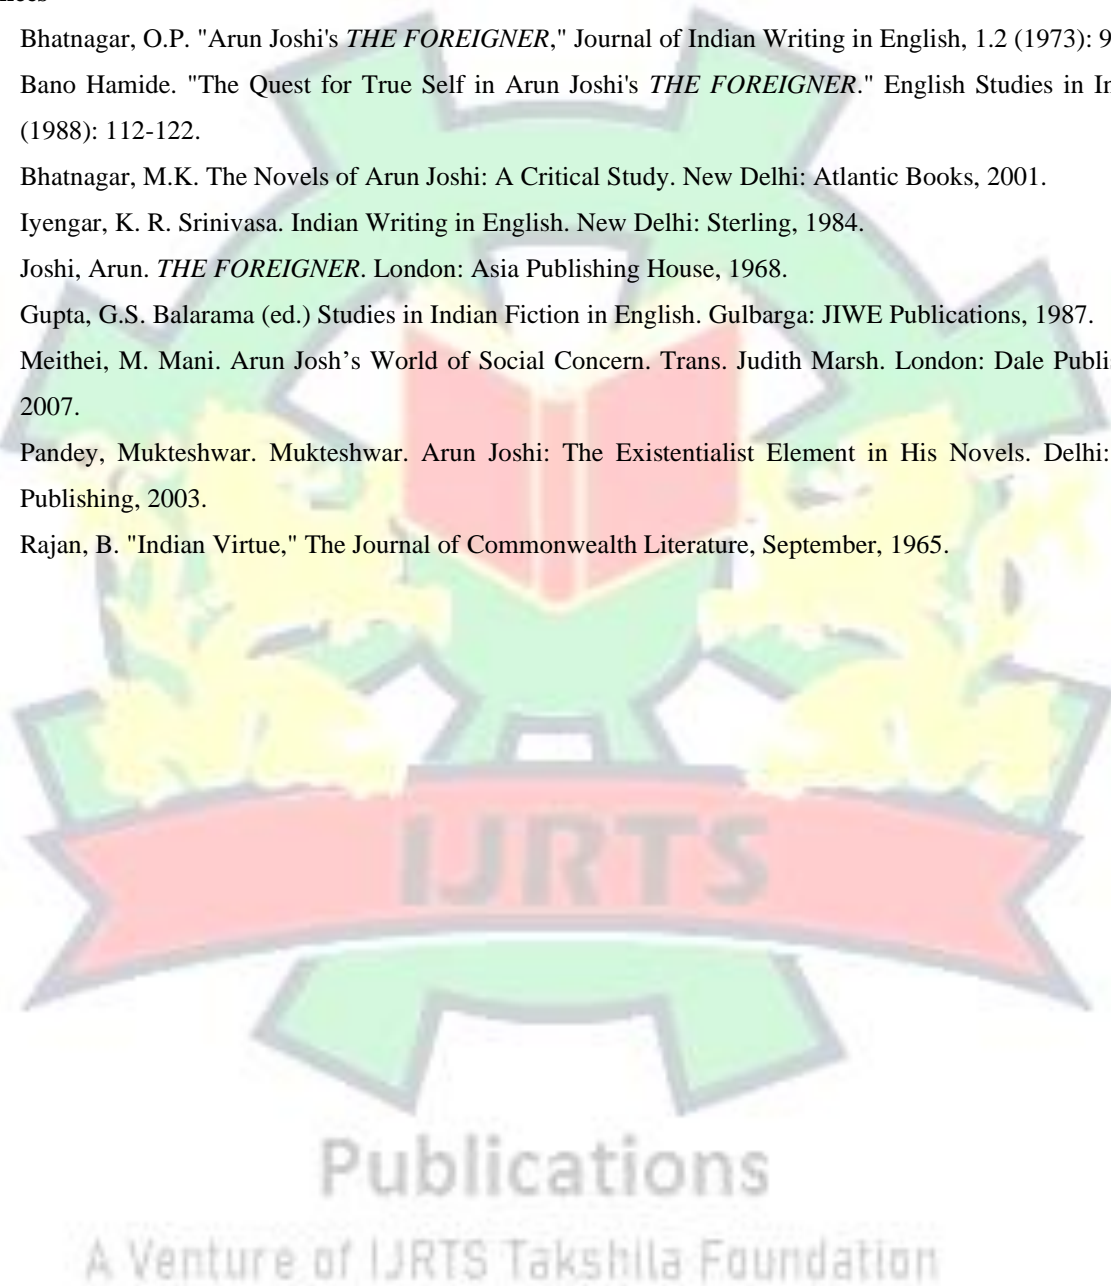 Bhatnagar, O.P. "Arun Joshi's THE FOREIGNER," Journal of Indian Writing in English, 1.2 (1973): 9
Bano Hamide. "The Quest for True Self in Arun Joshi's THE FOREIGNER." English Studies in
(1988): 112-122.
Bhatnagar, M.K. The Novels of Arun Joshi: A Critical Study. New Delhi: Atlantic Books, 2001.
Iyengar, K. R. Srinivasa. Indian Writing in English. New Delhi: Sterling, 1984.
Joshi, Arun. THE FOREIGNER. London: Asia Publishing House, 1968.
Gupta, G.S. Balarama (ed.) Studies in Indian Fiction in English. Gulbarga: JIWE Publications, 1987.
Meithei, M. Mani. Arun Josh’s World of Social Concern. Trans. Judith Marsh. London: Dale
2007.
Pandey, Mukteshwar. Mukteshwar. Arun Joshi: The Existentialist Element in His Novels. Delhi:
Publishing, 2003.
Rajan, B. "Indian Virtue," The Journal of Commonwealth Literature, September, 1965.
IJRTS
Publications
A Venture of IJRTS Takshila Foundation